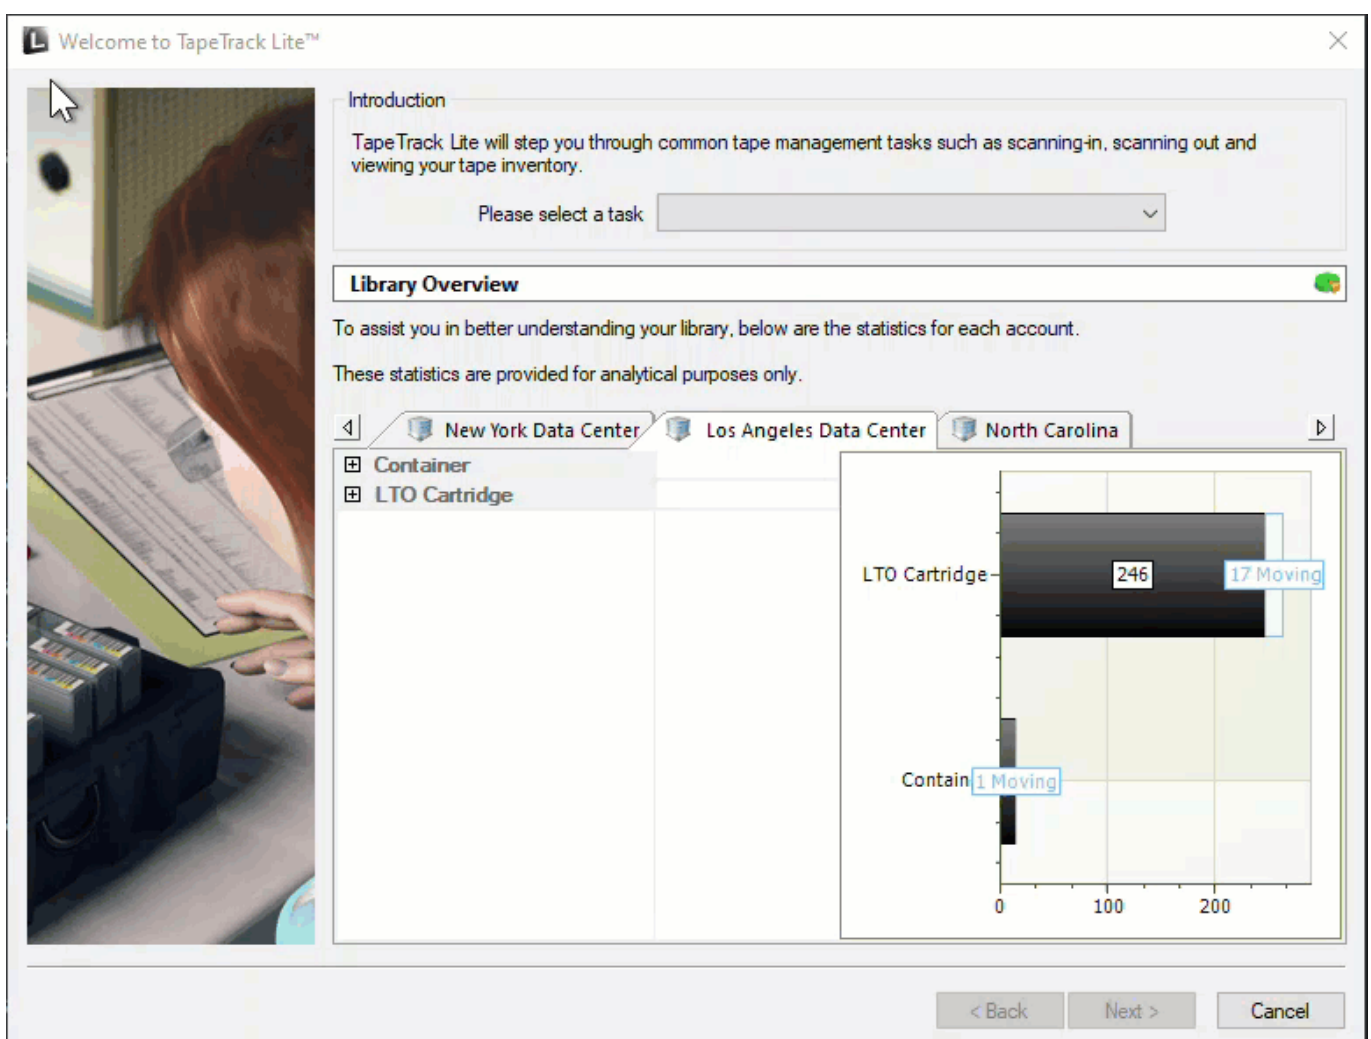 Welcome to TapeTrack Lite™
Introduction
TapeTrack Lite will step you through common tape management tasks such as scanning-in, scanning out and
viewing your tape inventory.
Please select a task
Library Overview
To assist you in better understanding your library, below are the statistics for each account.
These statistics are provided for analytical purposes only.
New York Data Center
Los Angeles Data Center
North Carolina
Container
LTO Cartridge
LTO Cartridge
246
17 Moving
Contain
1 Moving
0 100 200
< Back
Next >
Cancel